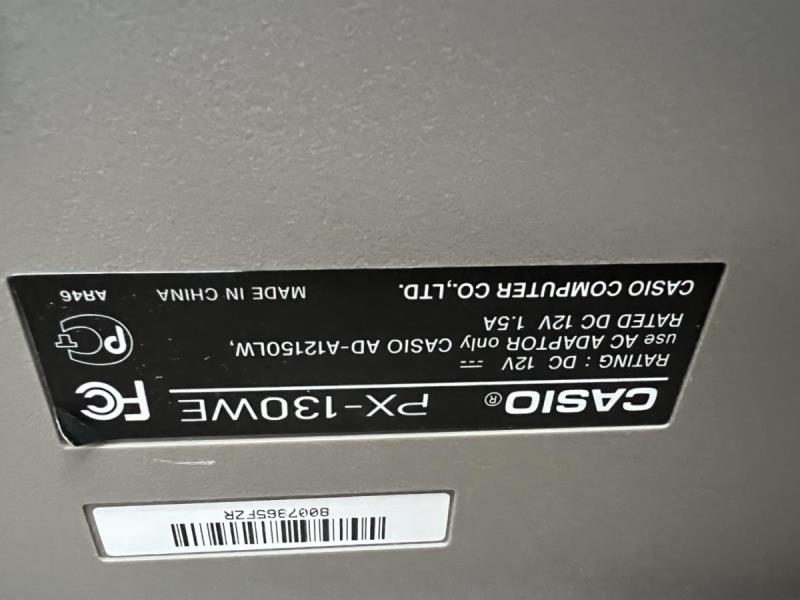 CASIO® PX-130WE FC
RATING : DC 12V ⎓
use AC ADAPTOR only CASIO AD-A12150LW,
RATED DC 12V 1.5A
CASIO COMPUTER CO.,LTD. MADE IN CHINA AR46
8007365FZR